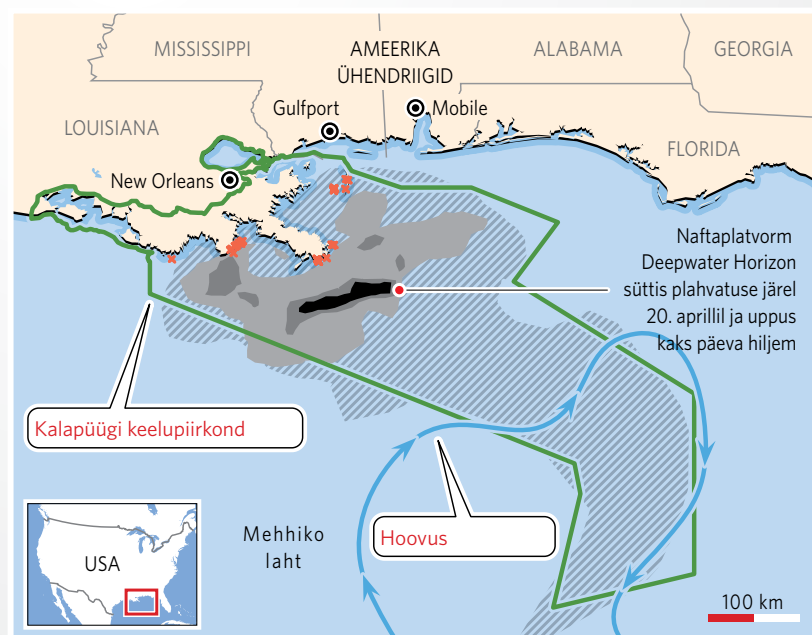 MISSISSIPPI
AMEERIKA
ÜHENDRIIGID
ALABAMA
GEORGIA
Gulfport
Mobile
LOUISIANA
FLORIDA
New Orleans
Naftaplatvorm
Deepwater Horizon
süttis plahvatuse järel
20. aprillil ja uppus
kaks päeva hiljem
Kalapüügi keelupiirkond
Hoovus
Mehhiko
laht
USA
100 km